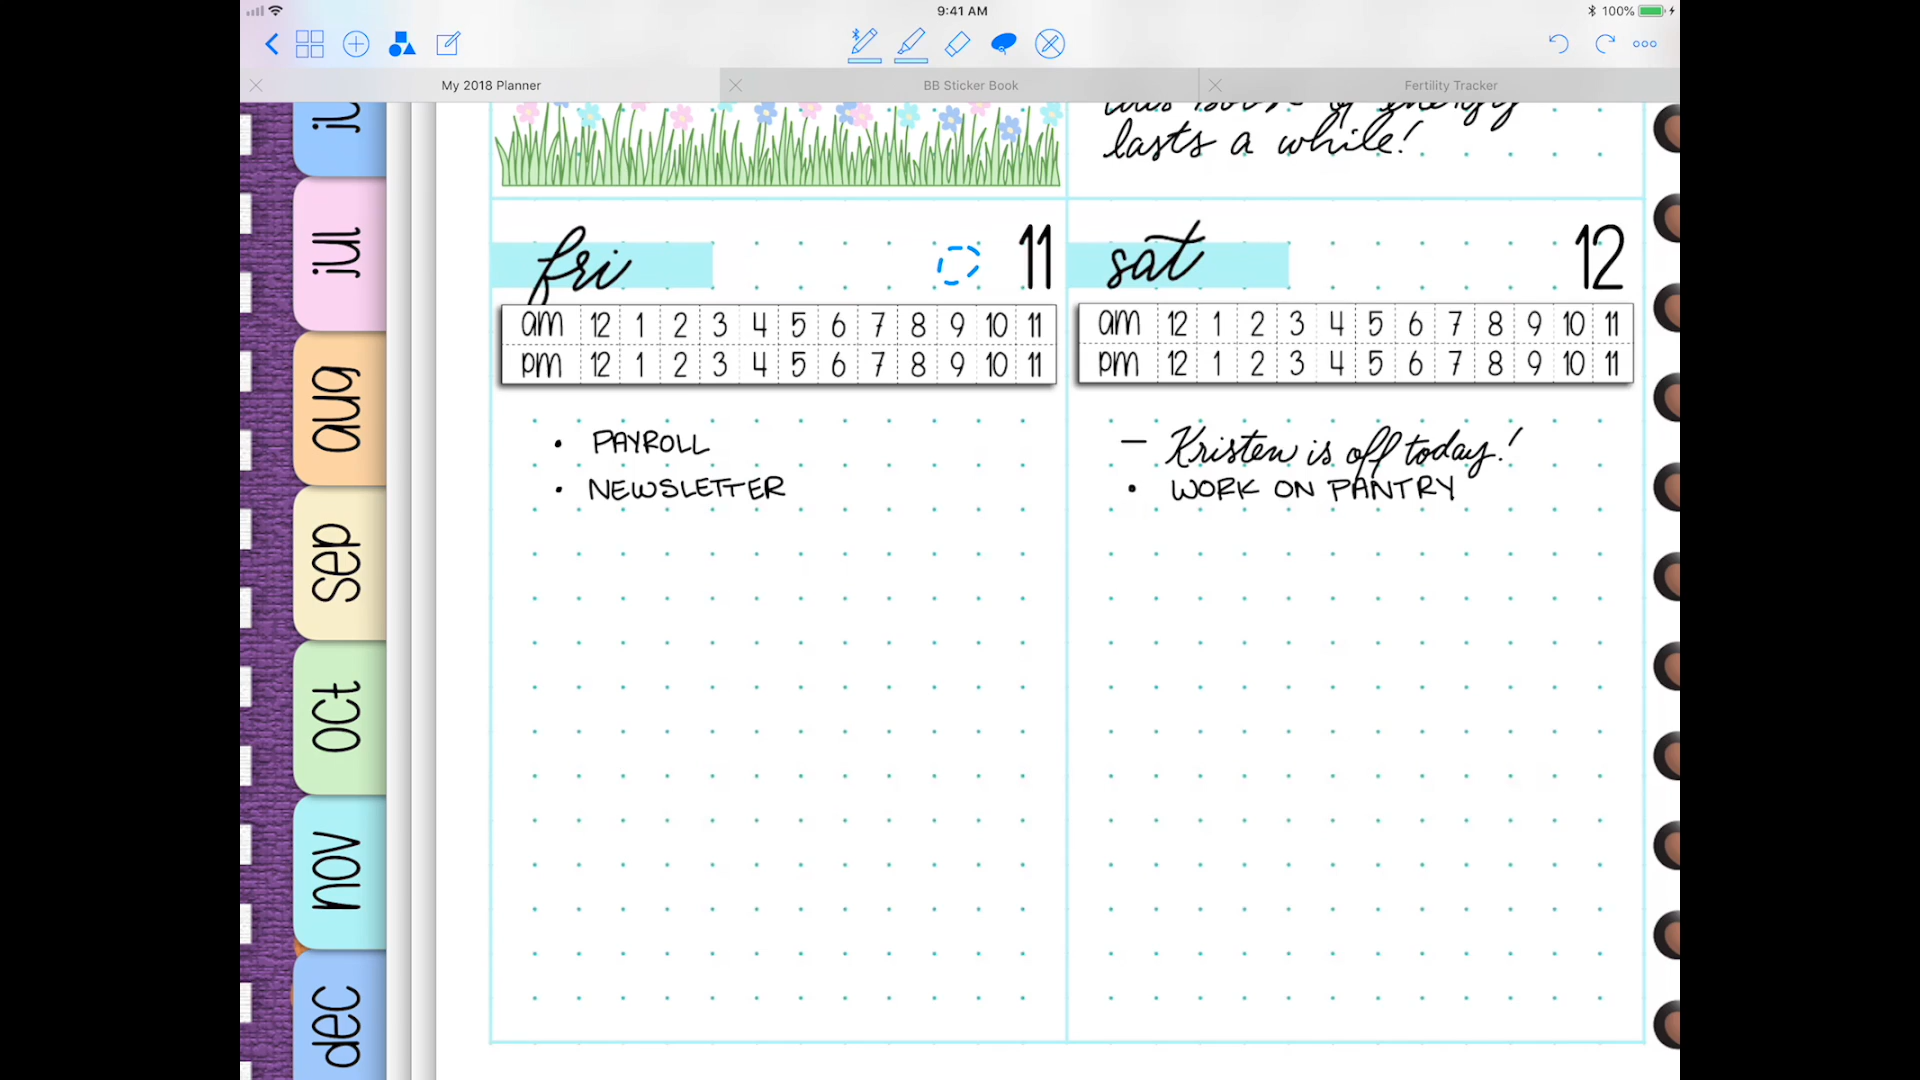 9:41 AM
100%
My 2018 Planner
BB Sticker Book
Fertility Tracker
energy
lasts a while!
fri
11
sat
12
am 12 1 2 3 4 5 6 7 8 9 10 11
pm 12 1 2 3 4 5 6 7 8 9 10 11
am 12 1 2 3 4 5 6 7 8 9 10 11
pm 12 1 2 3 4 5 6 7 8 9 10 11
• PAYROLL
• NEWSLETTER
— Kristen is off today!
• WORK ON PANTRY
jul
aug
sep
oct
nov
dec